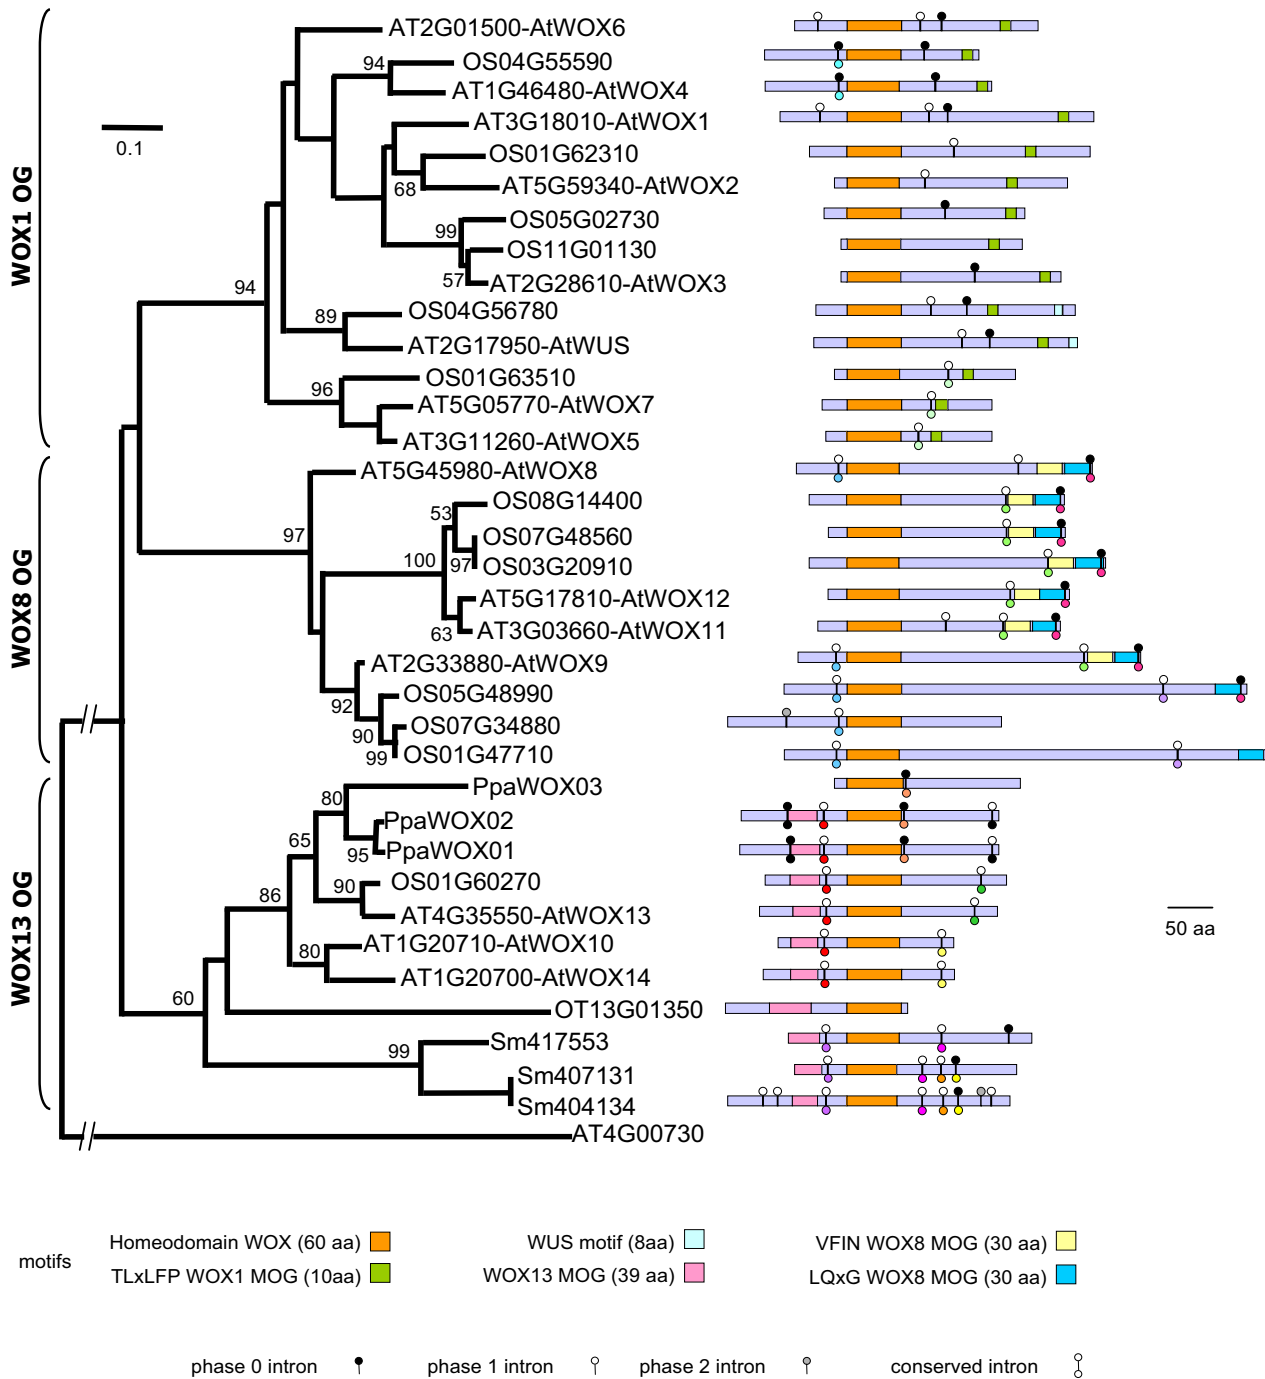 AT2G01500-AtWOX6
94
OS04G55590
AT1G46480-AtWOX4
0.1
AT3G18010-AtWOX1
OS01G62310
68
AT5G59340-AtWOX2
WOX1 OG
OS05G02730
99
OS11G01130
57
AT2G28610-AtWOX3
94
OS04G56780
89
AT2G17950-AtWUS
OS01G63510
96
AT5G05770-AtWOX7
AT3G11260-AtWOX5
AT5G45980-AtWOX8
OS08G14400
53
97
OS07G48560
100
97
OS03G20910
WOX8 OG
AT5G17810-AtWOX12
63
AT3G03660-AtWOX11
AT2G33880-AtWOX9
OS05G48990
92
OS07G34880
90
OS01G47710
99
PpaWOX03
80
PpaWOX02
65
95
PpaWOX01
OS01G60270
90
86
AT4G35550-AtWOX13
50 aa
WOX13 OG
AT1G20710-AtWOX10
80
AT1G20700-AtWOX14
60
OT13G01350
Sm417553
99
Sm407131
Sm404134
AT4G00730
motifs
Homeodomain WOX (60 aa)
WUS motif (8aa)
VFIN WOX8 MOG (30 aa)
TLxLFP WOX1 MOG (10aa)
WOX13 MOG (39 aa)
LQxG WOX8 MOG (30 aa)
phase 0 intron
phase 1 intron
phase 2 intron
conserved intron